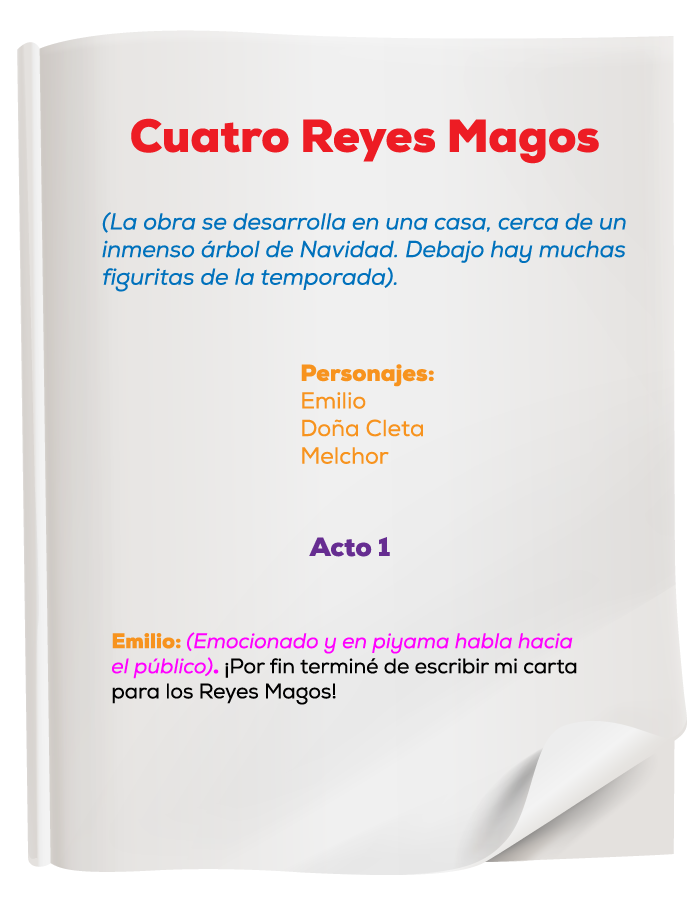 Cuatro Reyes Magos
(La obra se desarrolla en una casa, cerca de un
inmenso árbol de Navidad. Debajo hay muchas
figuritas de la temporada).
Personajes:
Emilio
Doña Cleta
Melchor
Acto 1
Emilio: (Emocionado y en piyama habla hacia
el público). ¡Por fin terminé de escribir mi carta
para los Reyes Magos!